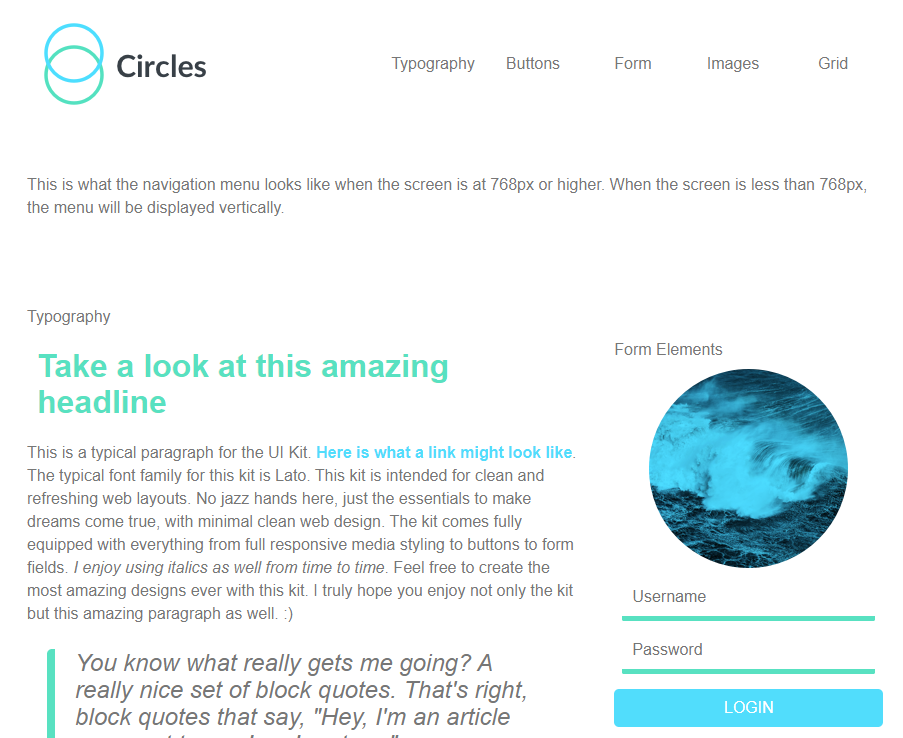 Circles
Typography Buttons Form Images Grid
This is what the navigation menu looks like when the screen is at 768px or higher. When the screen is less than 768px,
the menu will be displayed vertically.
Typography
Take a look at this amazing
headline
This is a typical paragraph for the UI Kit. Here is what a link might look like.
The typical font family for this kit is Lato. This kit is intended for clean and
refreshing web layouts. No jazz hands here, just the essentials to make
dreams come true, with minimal clean web design. The kit comes fully
equipped with everything from full responsive media styling to buttons to form
fields. I enjoy using italics as well from time to time. Feel free to create the
most amazing designs ever with this kit. I truly hope you enjoy not only the kit
but this amazing paragraph as well. :)
You know what really gets me going? A
really nice set of block quotes. That's right,
block quotes that say, "Hey, I'm an article
Form Elements
Username
Password
LOGIN